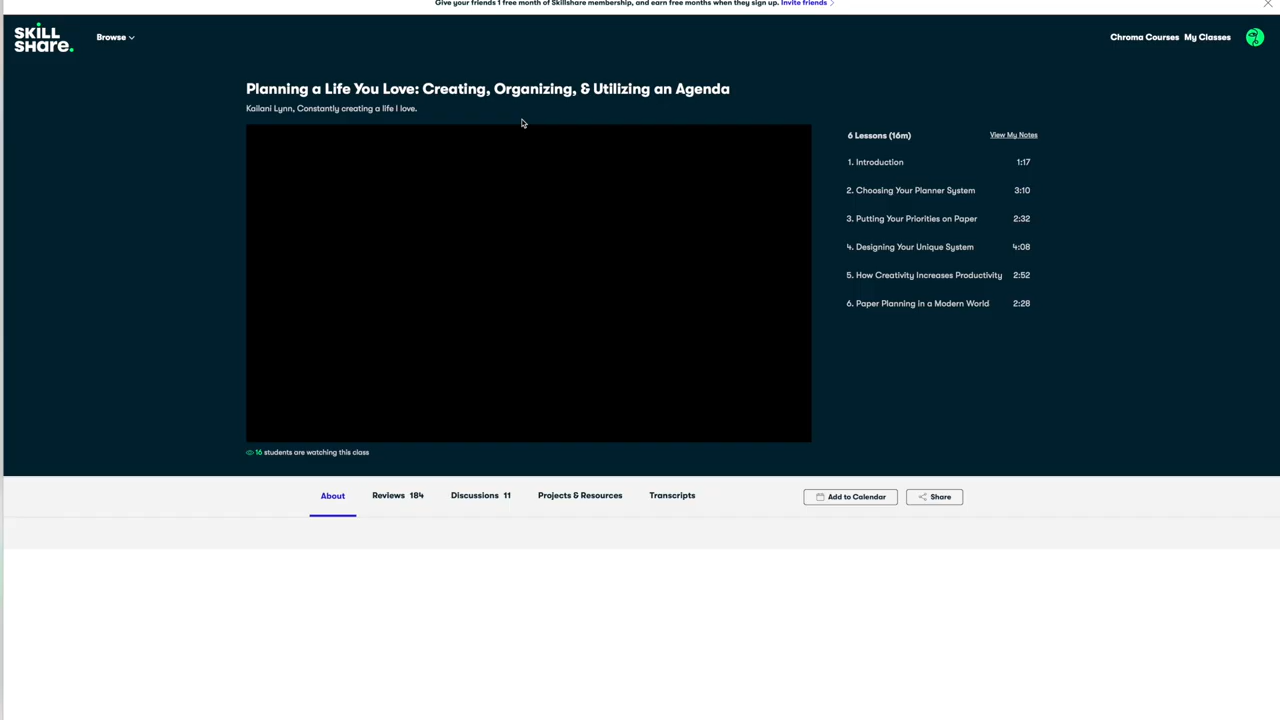 Give your friends 1 free month of Skillshare membership, and earn free months when they sign up. Invite friends
SKILL
SHare.
Browse
Chroma Courses My Classes
Planning a Life You Love: Creating, Organizing, & Utilizing an Agenda
Kailani Lynn, Constantly creating a life I love.
6 Lessons (16m) View My Notes
1. Introduction 1:17
2. Choosing Your Planner System 3:10
3. Putting Your Priorities on Paper 2:32
4. Designing Your Unique System 4:08
5. How Creativity Increases Productivity 2:52
6. Paper Planning in a Modern World 2:28
16 students are watching this class
About Reviews 184 Discussions 11 Projects & Resources Transcripts Add to Calendar Share